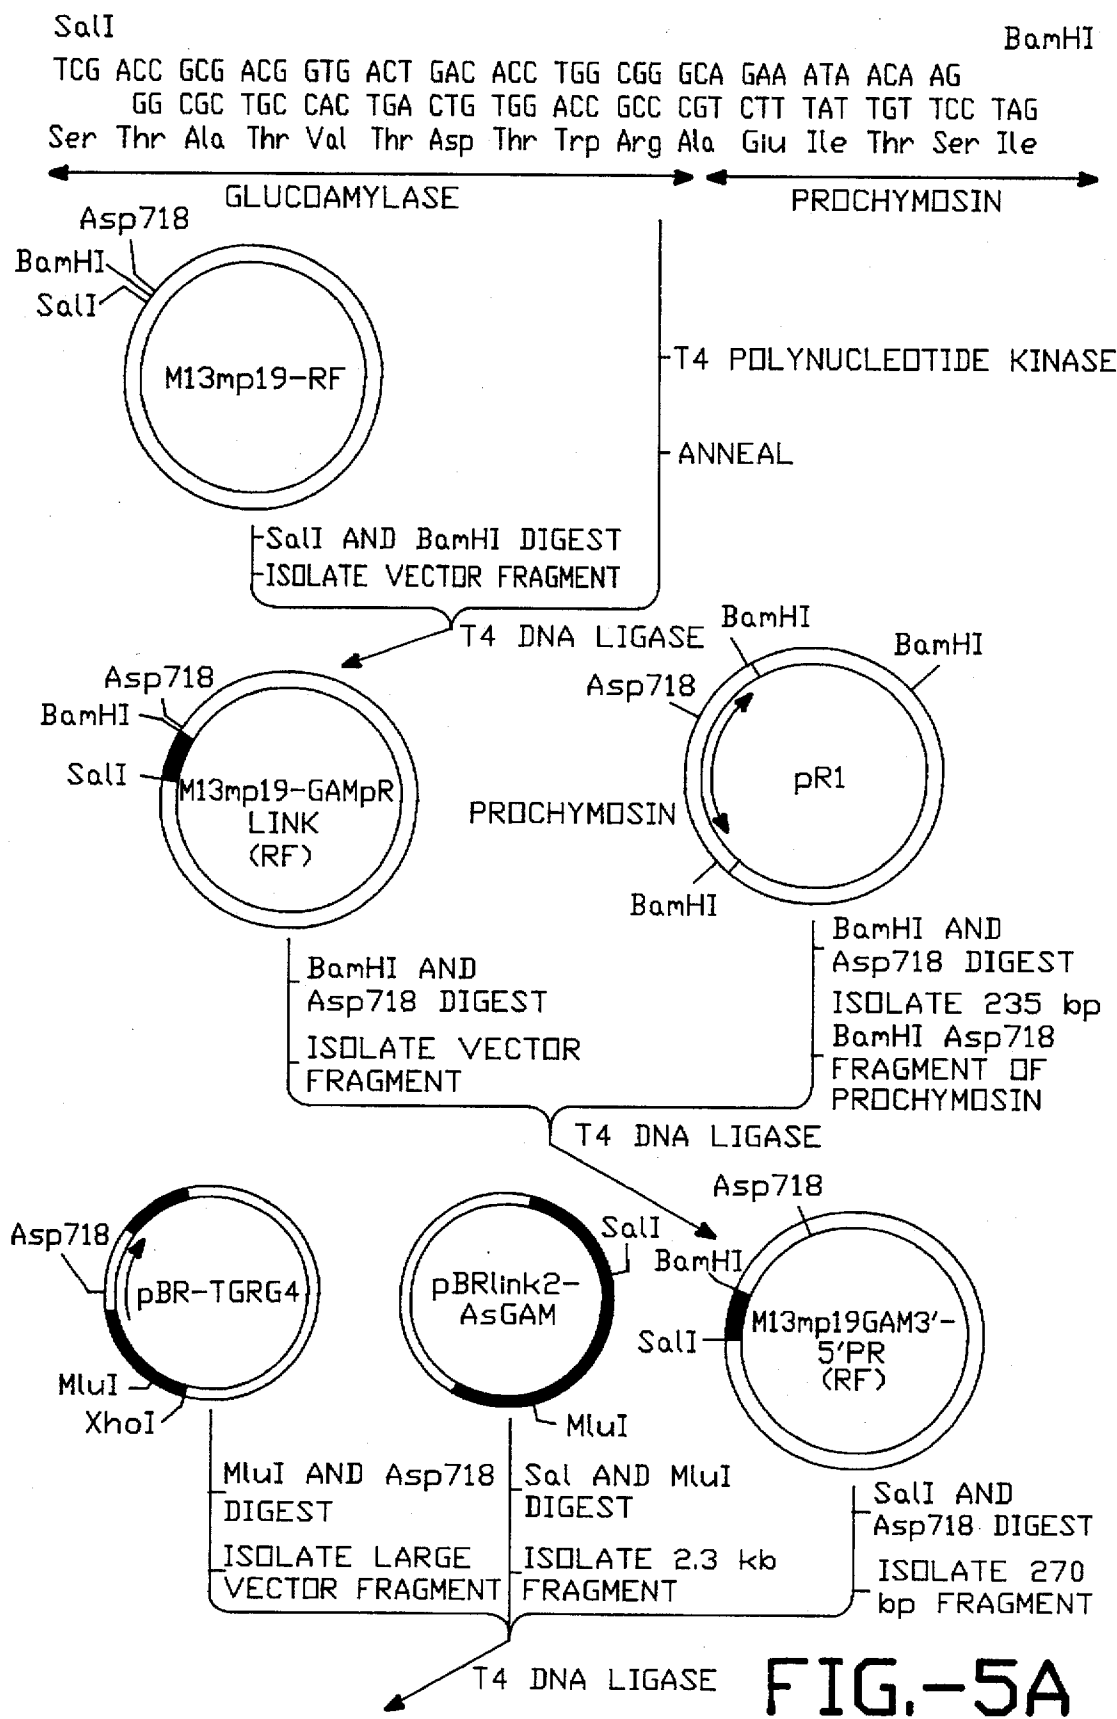 SalI
BamHI
TCG ACC GCG ACG GTG ACT GAC ACC TGG CGG GCA GAA ATA ACA AG
GG CGC TGC CAC TGA CTG TGG ACC GCC CGT CTT TAT TGT TCC TAG
Ser Thr Ala Thr Val Thr Asp Thr Trp Arg Ala Glu Ile Thr Ser Ile
GLUCOAMYLASE
PROCHYMOSIN
Asp718
BamHI
SalI
M13mp19-RF
T4 POLYNUCLEOTIDE KINASE
ANNEAL
SalI AND BamHI DIGEST
ISOLATE VECTOR FRAGMENT
T4 DNA LIGASE
Asp718
BamHI
SalI
M13mp19-GAMpR
LINK
(RF)
BamHI
BamHI
Asp718
pR1
PROCHYMOSIN
BamHI
BamHI AND
Asp718 DIGEST
ISOLATE VECTOR
FRAGMENT
BamHI AND
Asp718 DIGEST
ISOLATE 235 bp
BamHI Asp718
FRAGMENT OF
PROCHYMOSIN
T4 DNA LIGASE
Asp718
pBR-TGRG4
MluI
XhoI
SalI
pBRlink2-
AsGAM
MluI
Asp718
BamHI
SalI
M13mp19GAM3'-
5'PR
(RF)
MluI AND Asp718
DIGEST
ISOLATE LARGE
VECTOR FRAGMENT
Sal AND MluI
DIGEST
ISOLATE 2.3 kb
FRAGMENT
SalI AND
Asp718 DIGEST
ISOLATE 270
bp FRAGMENT
T4 DNA LIGASE
FIG.-5A